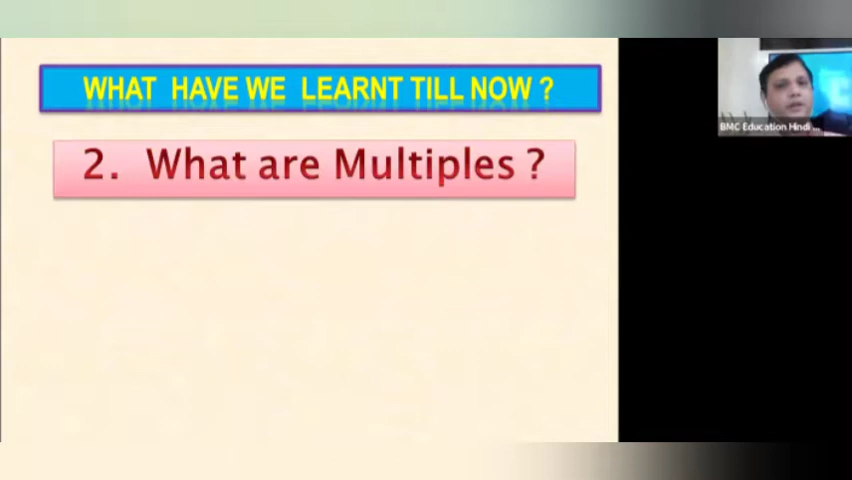 WHAT HAVE WE LEARNT TILL NOW ?
2. What are Multiples ?
BMC Education Hindi ...